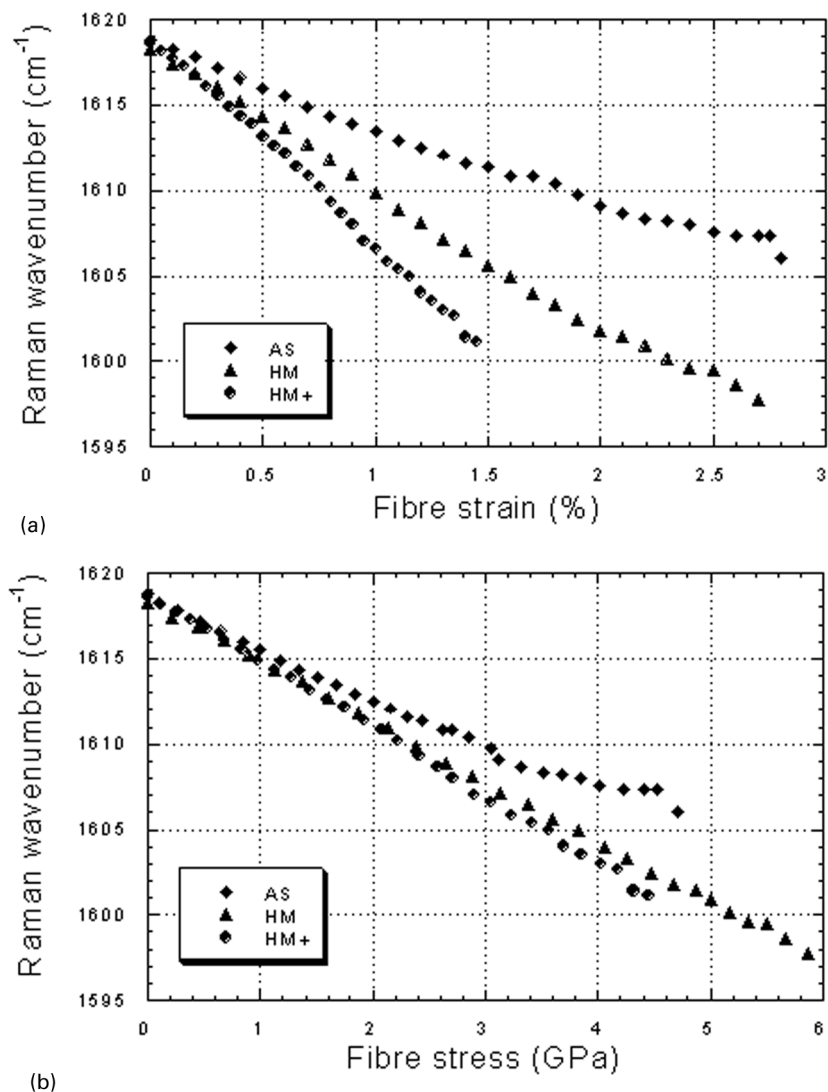 (a)
1620
1615
1610
1605
1600
1595
Raman wavenumber (cm⁻¹)
AS
HM
HM+
0 0.5 1 1.5 2 2.5 3
Fibre strain (%)
1620
1615
1610
1605
1600
1595
Raman wavenumber (cm⁻¹)
AS
HM
HM+
0 1 2 3 4 5 6
Fibre stress (GPa)
(b)